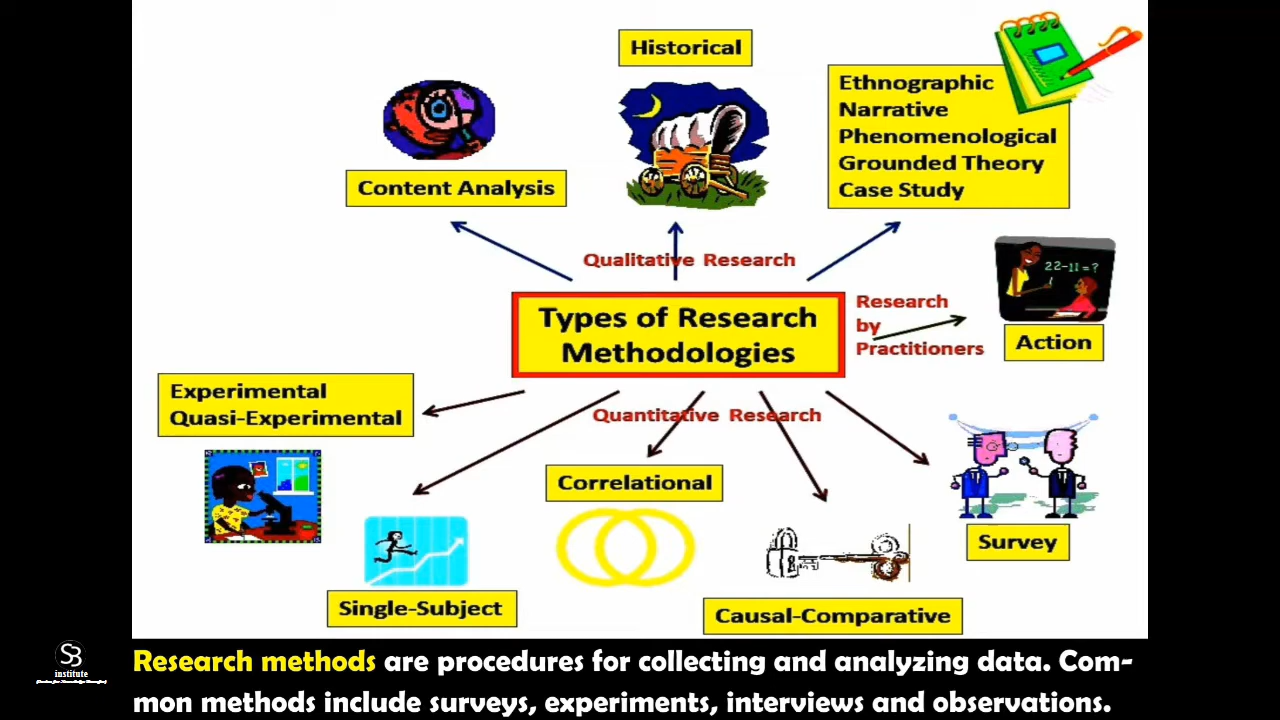 Historical
Ethnographic
Narrative
Phenomenological
Grounded Theory
Case Study
Content Analysis
Qualitative Research
22-11=?
Types of Research
Methodologies
Research
by
Practitioners
Action
Experimental
Quasi-Experimental
Quantitative Research
Correlational
Survey
Single-Subject
Causal-Comparative
SB
institute
Research methods are procedures for collecting and analyzing data. Com-
mon methods include surveys, experiments, interviews and observations.